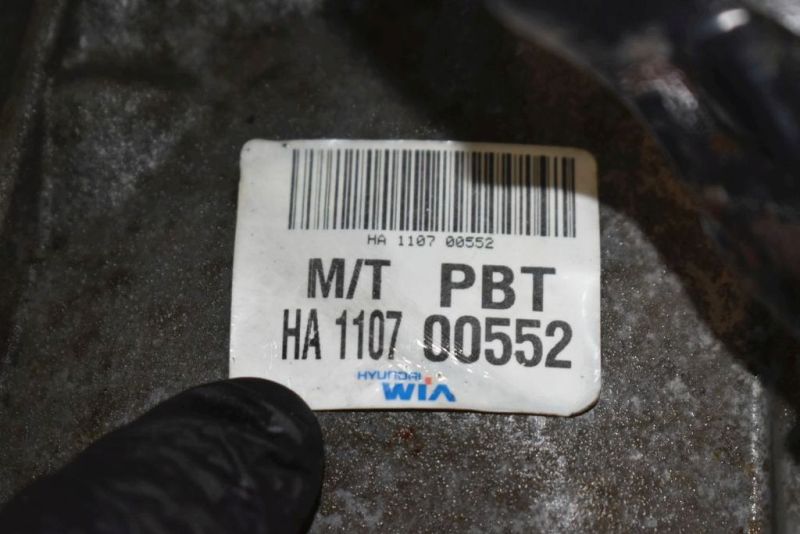 HA 1107 00552
M/T PBT
HA 1107 00552
HYUNDAI
WIA